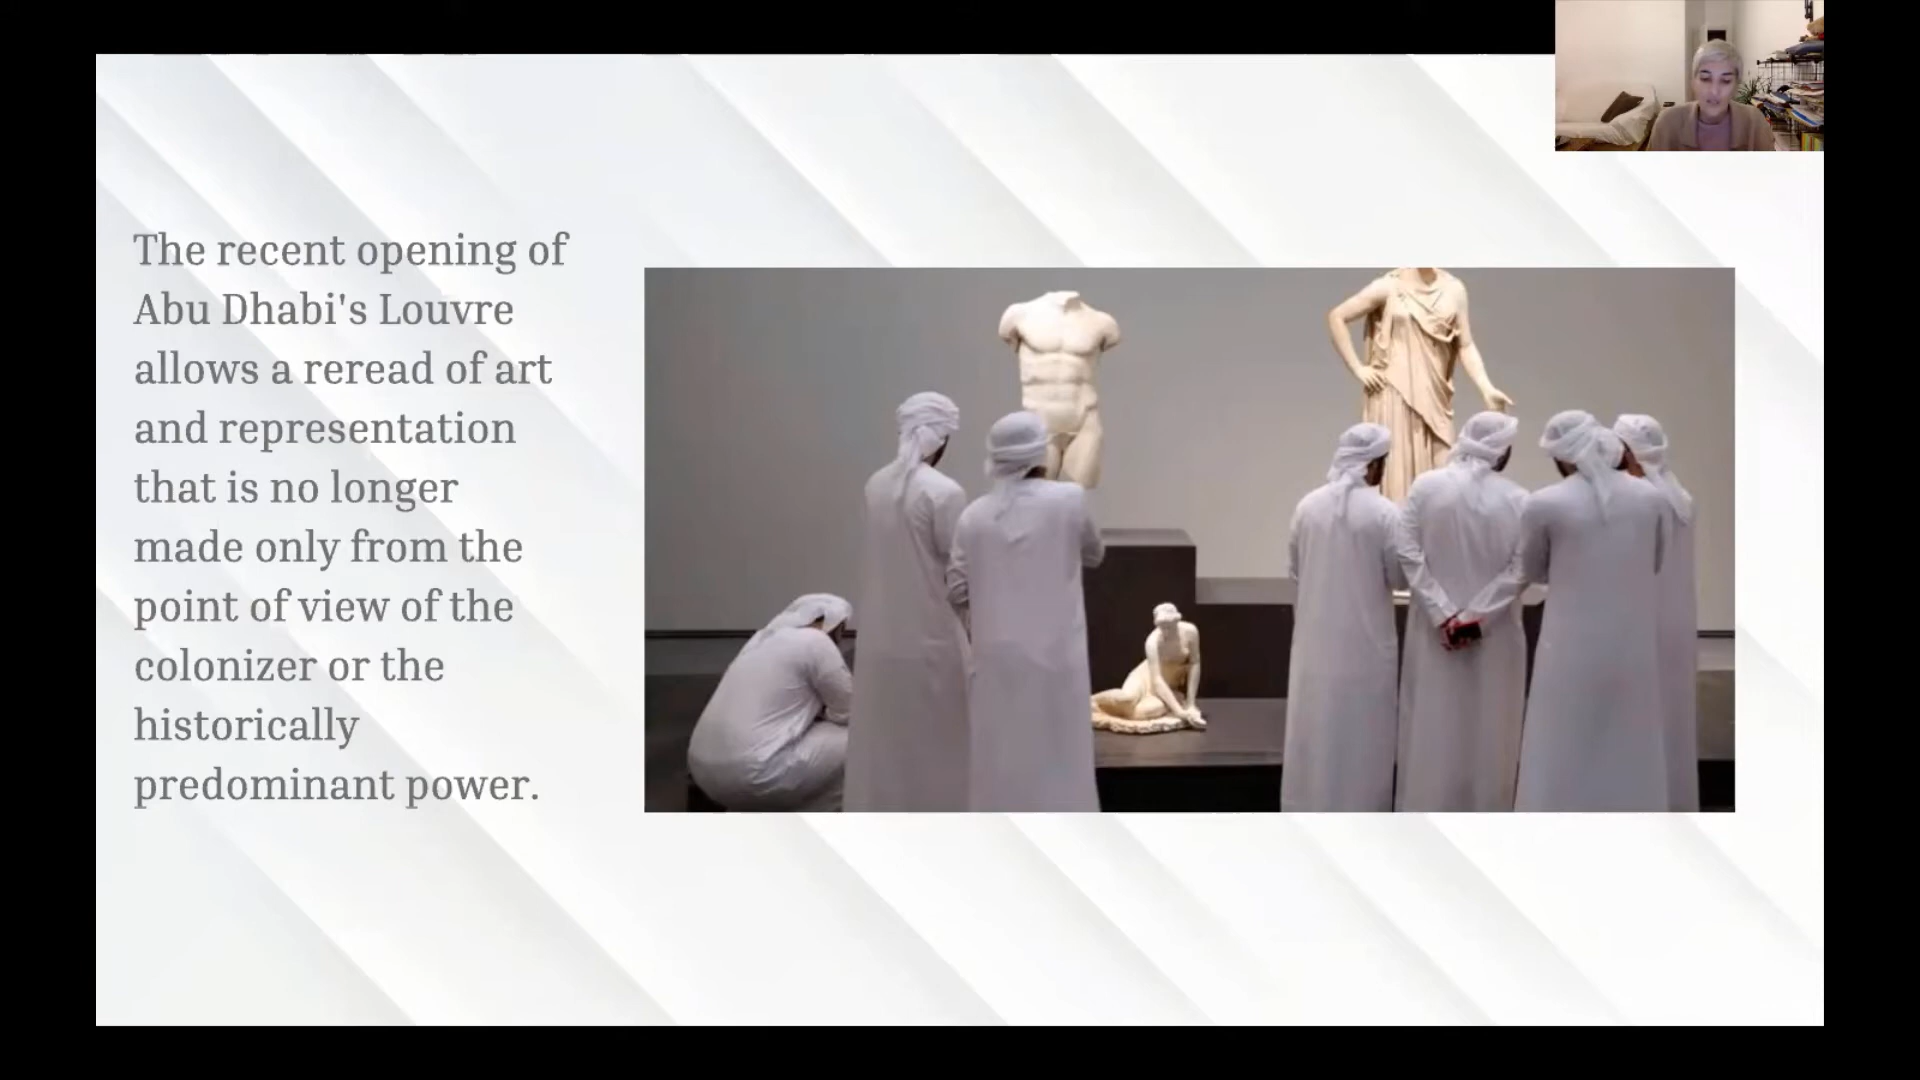 The recent opening of
Abu Dhabi's Louvre
allows a reread of art
and representation
that is no longer
made only from the
point of view of the
colonizer or the
historically
predominant power.